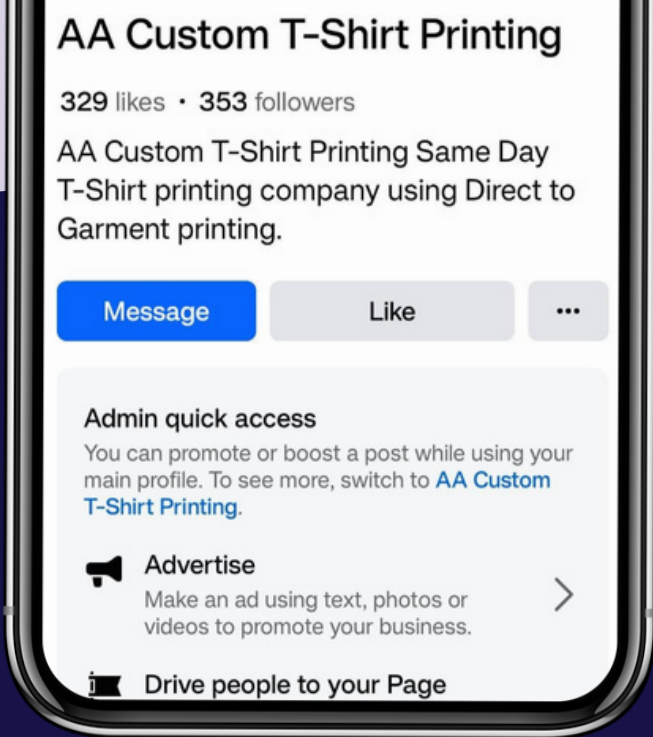 AA Custom T-Shirt Printing
329 likes · 353 followers
AA Custom T-Shirt Printing Same Day
T-Shirt printing company using Direct to
Garment printing.
Message Like ...
Admin quick access
You can promote or boost a post while using your
main profile. To see more, switch to AA Custom
T-Shirt Printing.
Advertise
Make an ad using text, photos or
videos to promote your business.
Drive people to your Page